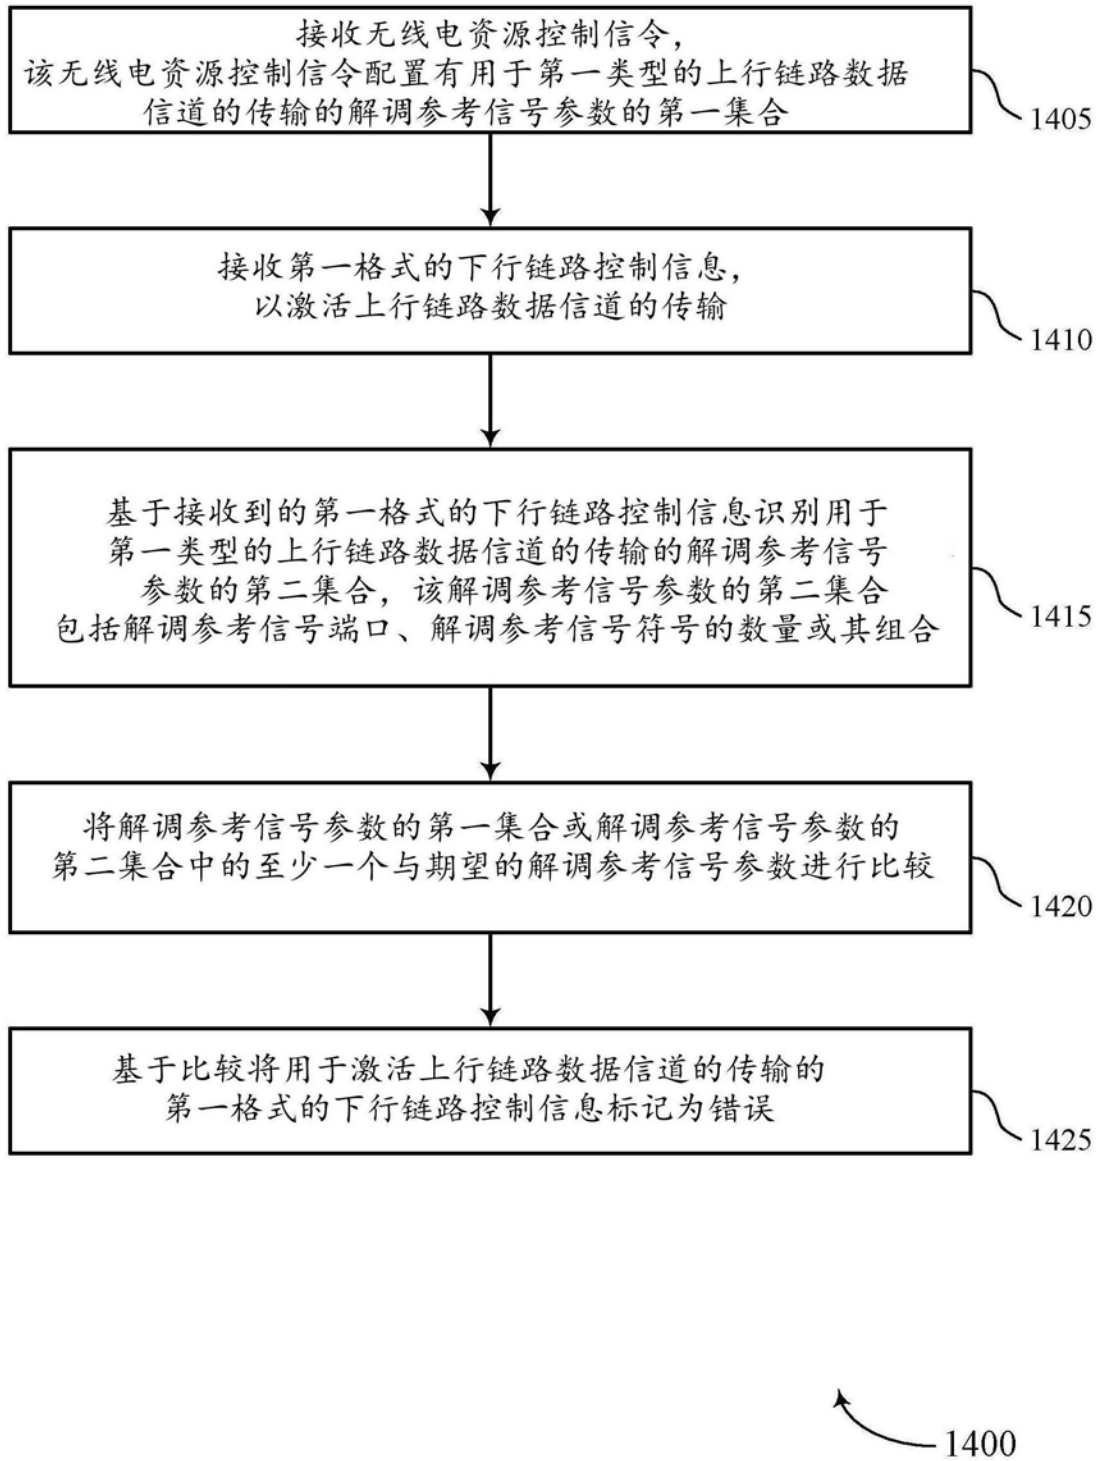 接收无线电资源控制信令，
该无线电资源控制信令配置有用于第一类型的上行链路数据
信道的传输的解调参考信号参数的第一集合
1405
接收第一格式的下行链路控制信息，
以激活上行链路数据信道的传输
1410
基于接收到的第一格式的下行链路控制信息识别用于
第一类型的上行链路数据信道的传输的解调参考信号
参数的第二集合，该解调参考信号参数的第二集合
包括解调参考信号端口、解调参考信号符号的数量或其组合
1415
将解调参考信号参数的第一集合或解调参考信号参数的
第二集合中的至少一个与期望的解调参考信号参数进行比较
1420
基于比较将用于激活上行链路数据信道的传输的
第一格式的下行链路控制信息标记为错误
1425
1400